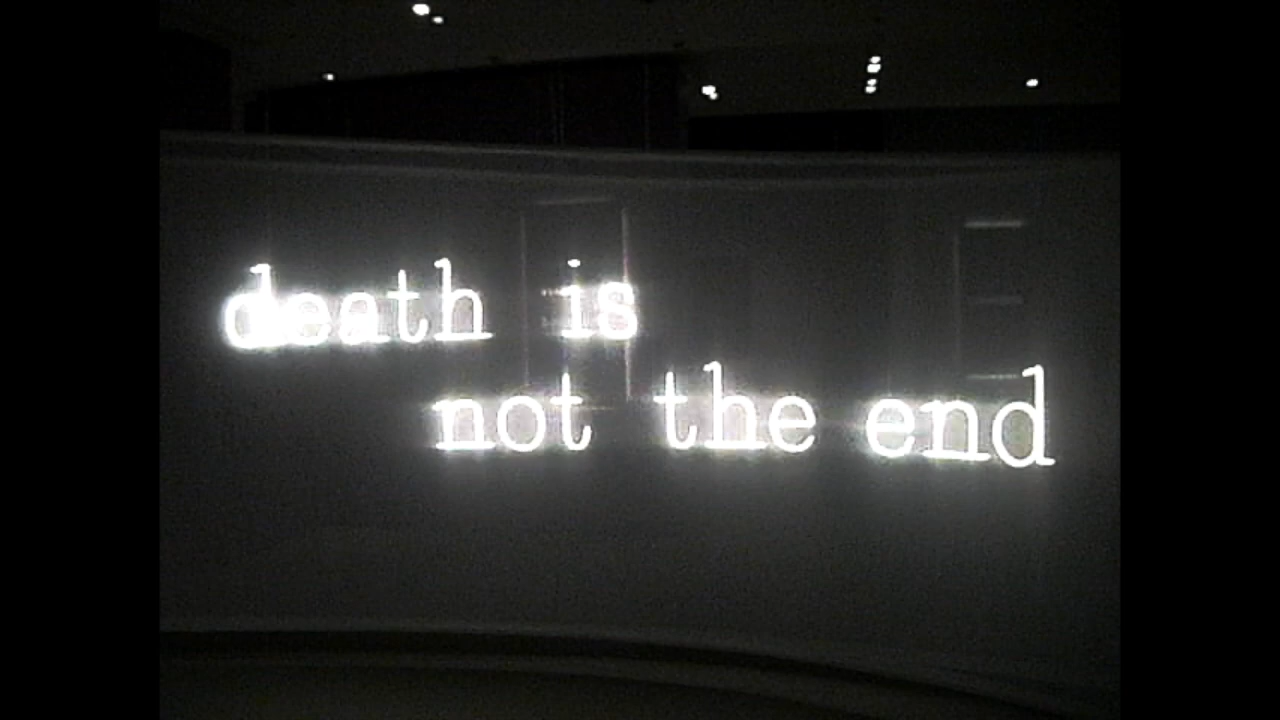 death is
not the end